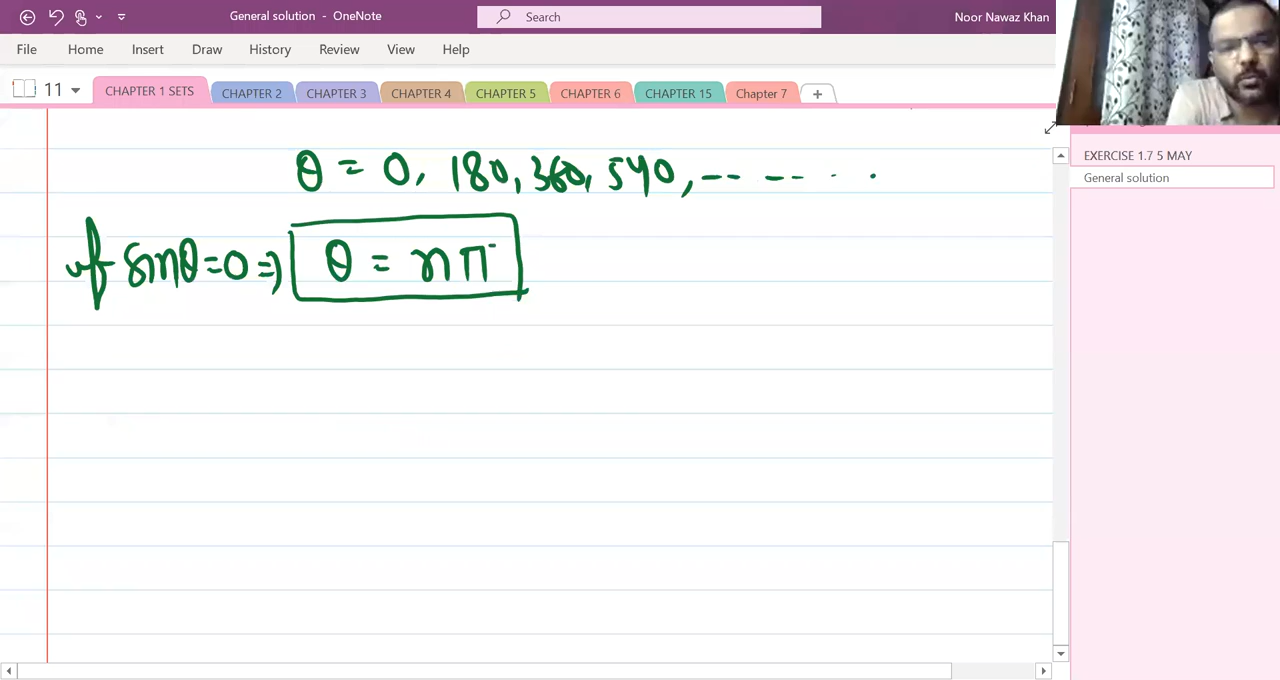 General solution - OneNote
Search
Noor Nawaz Khan
File Home Insert Draw History Review View Help
11
CHAPTER 1 SETS CHAPTER 2 CHAPTER 3 CHAPTER 4 CHAPTER 5 CHAPTER 6 CHAPTER 15 Chapter 7 +
EXERCISE 1.7 5 MAY
General solution
θ = 0, 180, 360, 540, -- -- . .
if sinθ=0 => θ = nπ